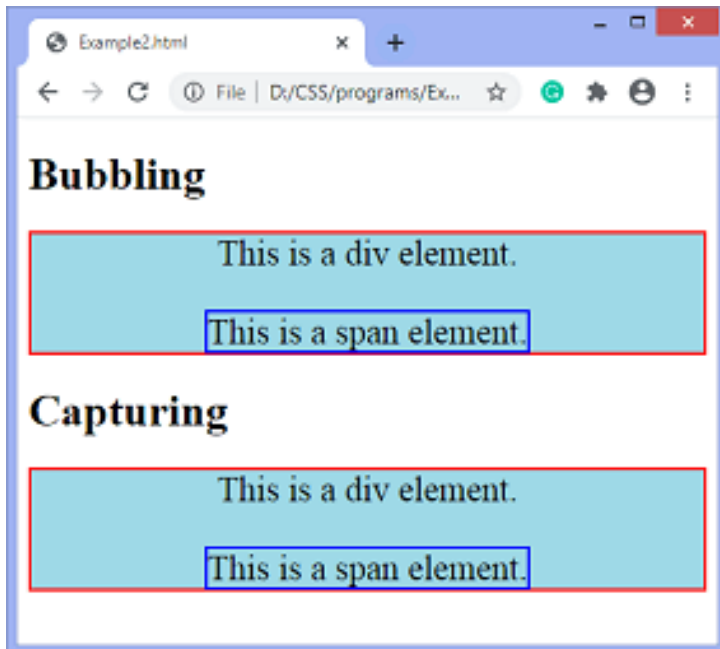 Example2.html
File | D:/CSS/programs/Ex...
Bubbling
This is a div element.
This is a span element.
Capturing
This is a div element.
This is a span element.